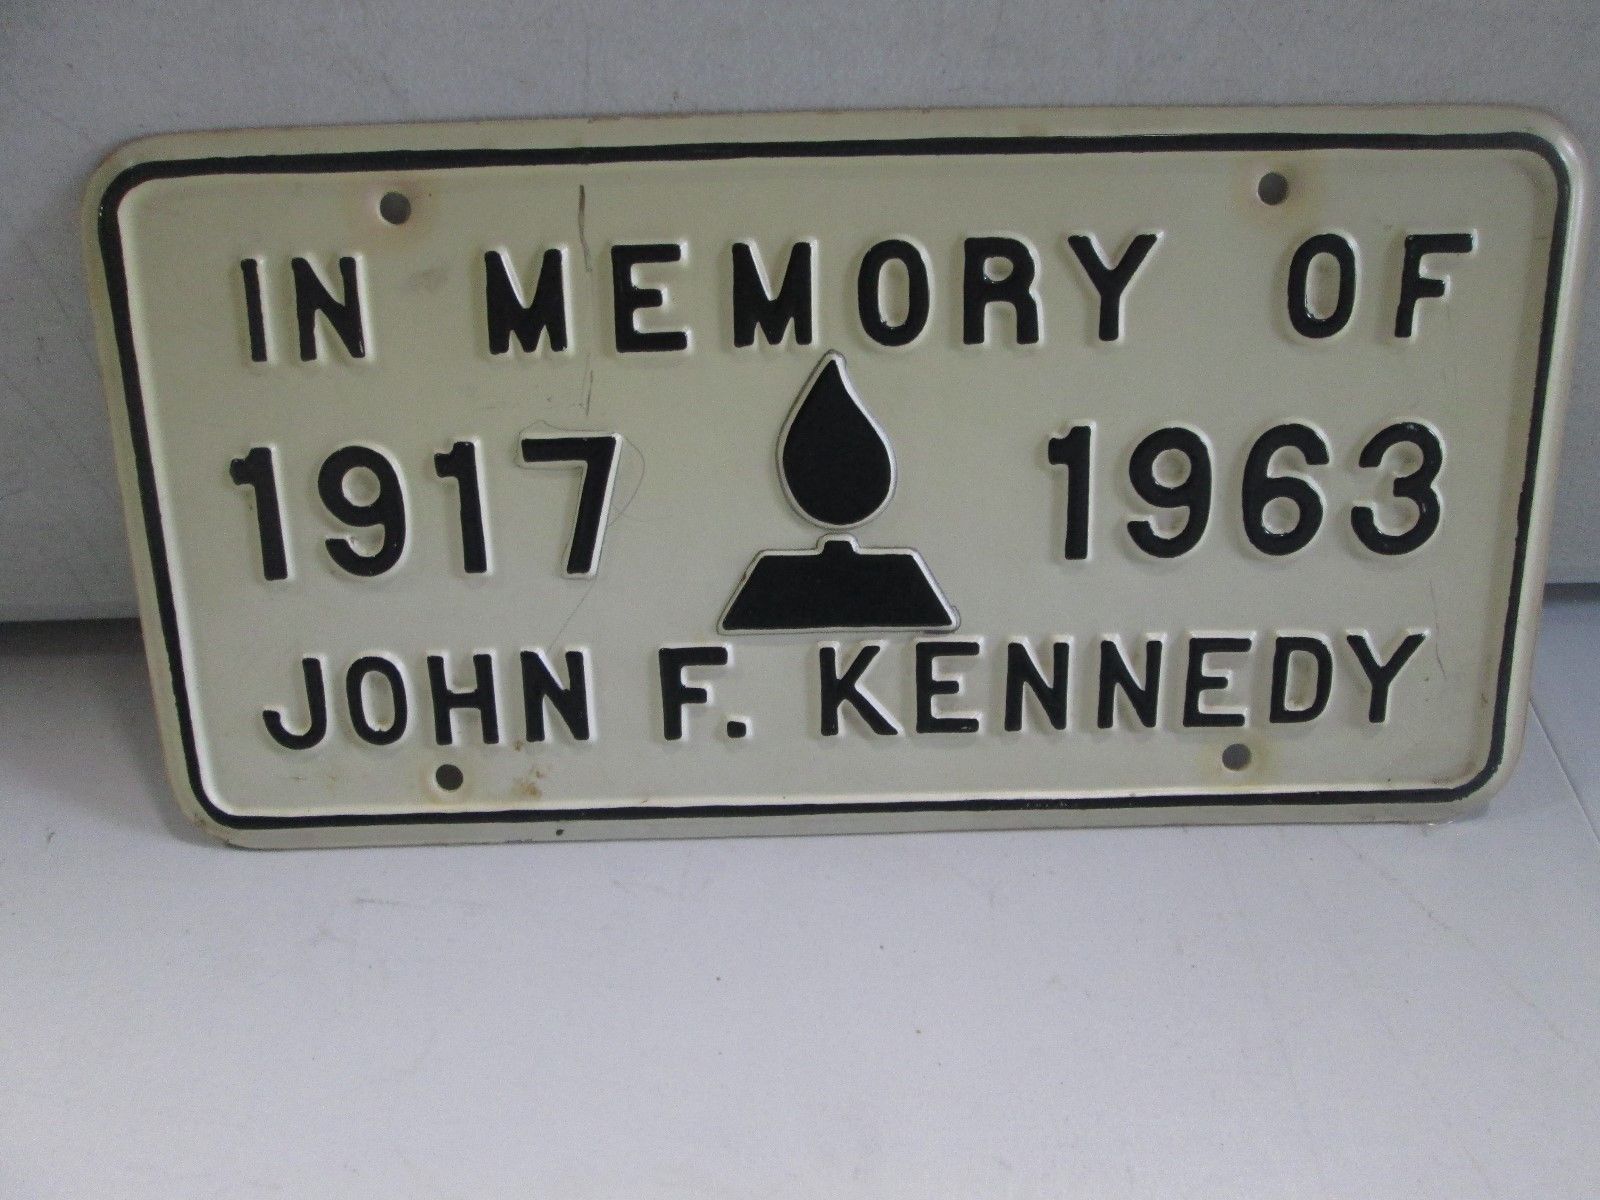 IN MEMORY OF
1917 1963
JOHN F. KENNEDY